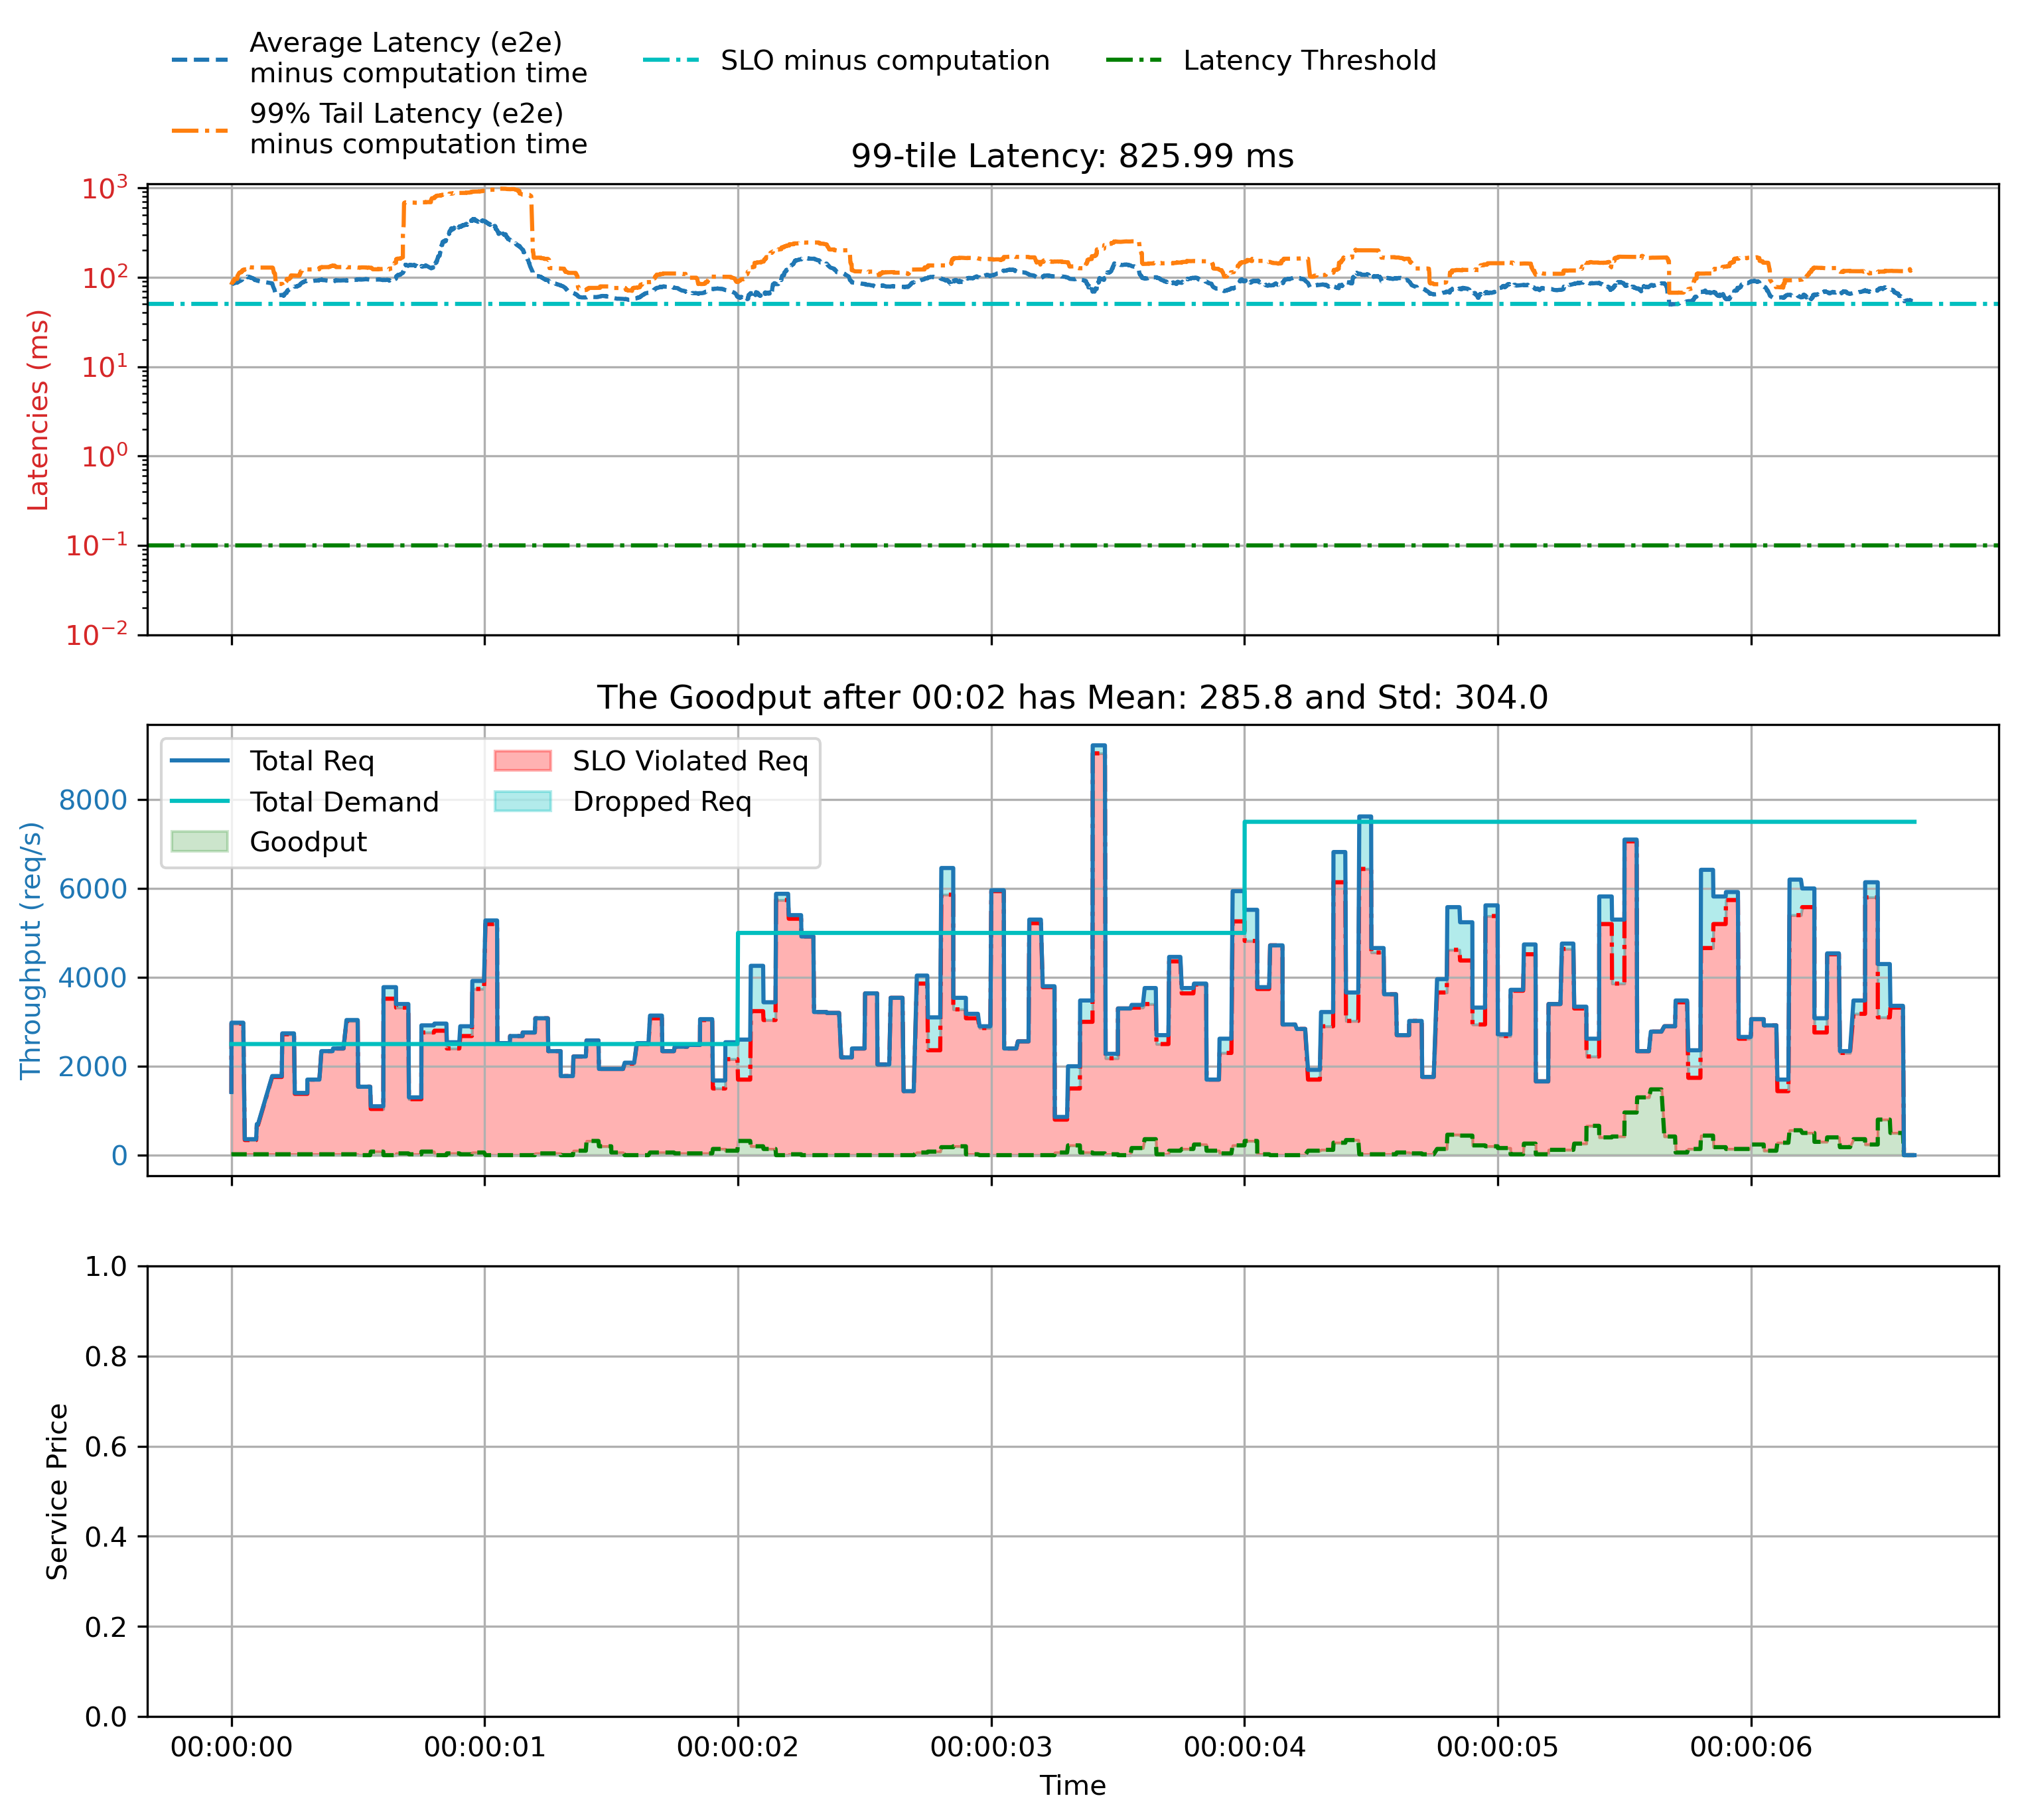 Average Latency (e2e)
minus computation time
99% Tail Latency (e2e)
minus computation time
SLO minus computation
Latency Threshold
99-tile Latency: 825.99 ms
10³
10²
10¹
10⁰
10⁻¹
10⁻²
Latencies (ms)
The Goodput after 00:02 has Mean: 285.8 and Std: 304.0
Total Req
Total Demand
Goodput
SLO Violated Req
Dropped Req
8000
6000
4000
2000
0
Throughput (req/s)
1.0
0.8
0.6
0.4
0.2
0.0
Service Price
00:00:00 00:00:01 00:00:02 00:00:03 00:00:04 00:00:05 00:00:06
Time